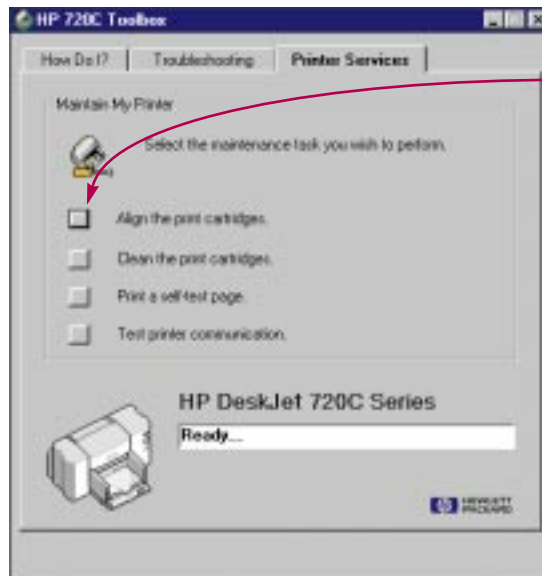 HP 720C Toolbox
How Do I?
Troubleshooting
Printer Services
Maintain My Printer
Select the maintenance task you wish to perform.
Align the print cartridges.
Clean the print cartridges.
Print a self-test page.
Test printer communication.
HP DeskJet 720C Series
Ready...
HEWLETT
PACKARD